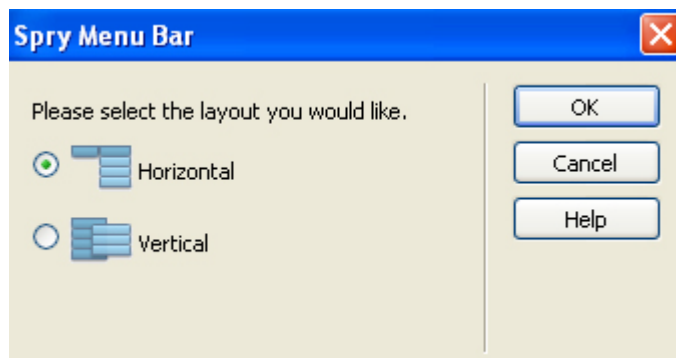 Spry Menu Bar
Please select the layout you would like.
Horizontal
Vertical
OK
Cancel
Help